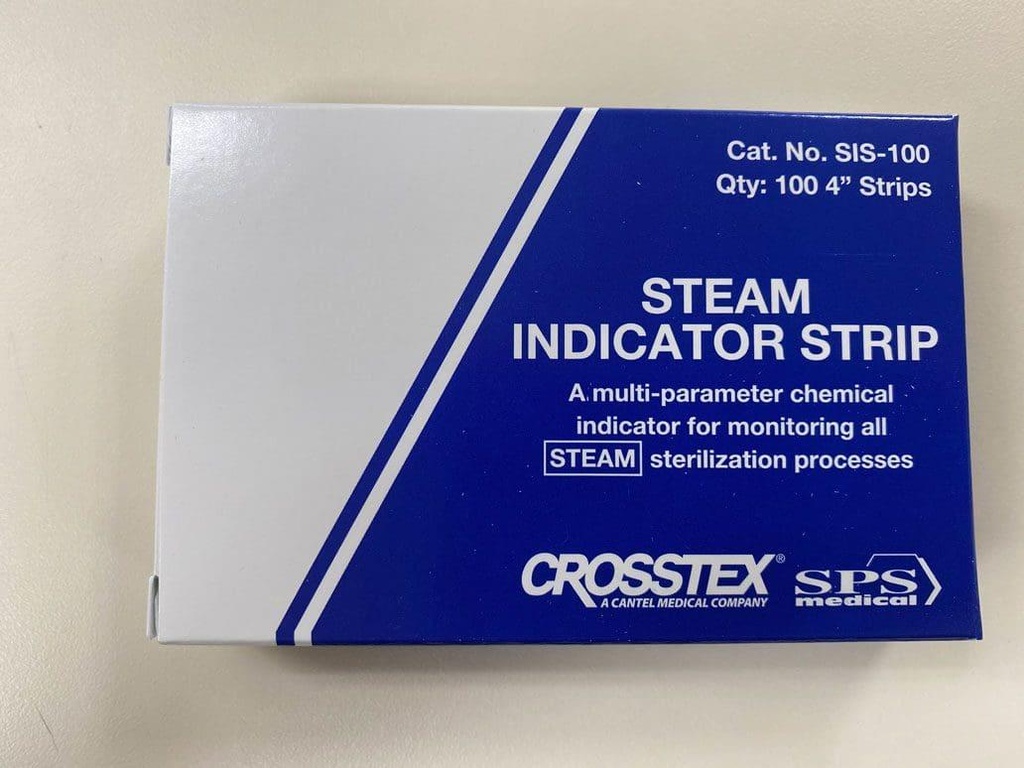 Cat. No. SIS-100
Qty: 100 4” Strips
STEAM
INDICATOR STRIP
A multi-parameter chemical
indicator for monitoring all
STEAM sterilization processes
CROSSTEX®
A CANTEL MEDICAL COMPANY
SPS
medical